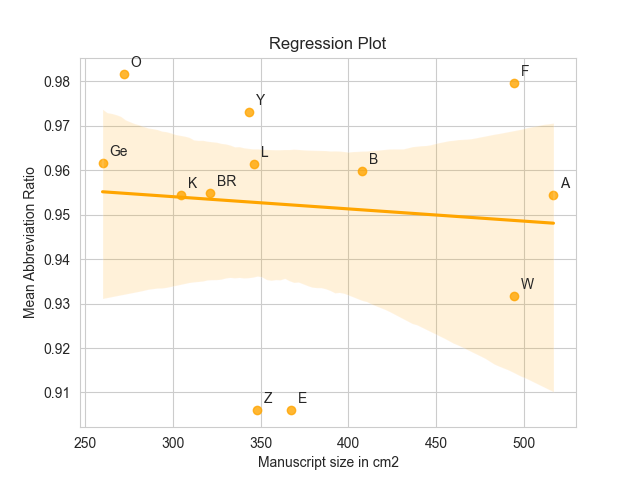 Regression Plot
O
F
0.98
Y
0.97
Ge
L
B
0.96
K
BR
A
0.95
Mean Abbreviation Ratio
0.94
W
0.93
0.92
Z
E
0.91
250
300
350
400
450
500
Manuscript size in cm2